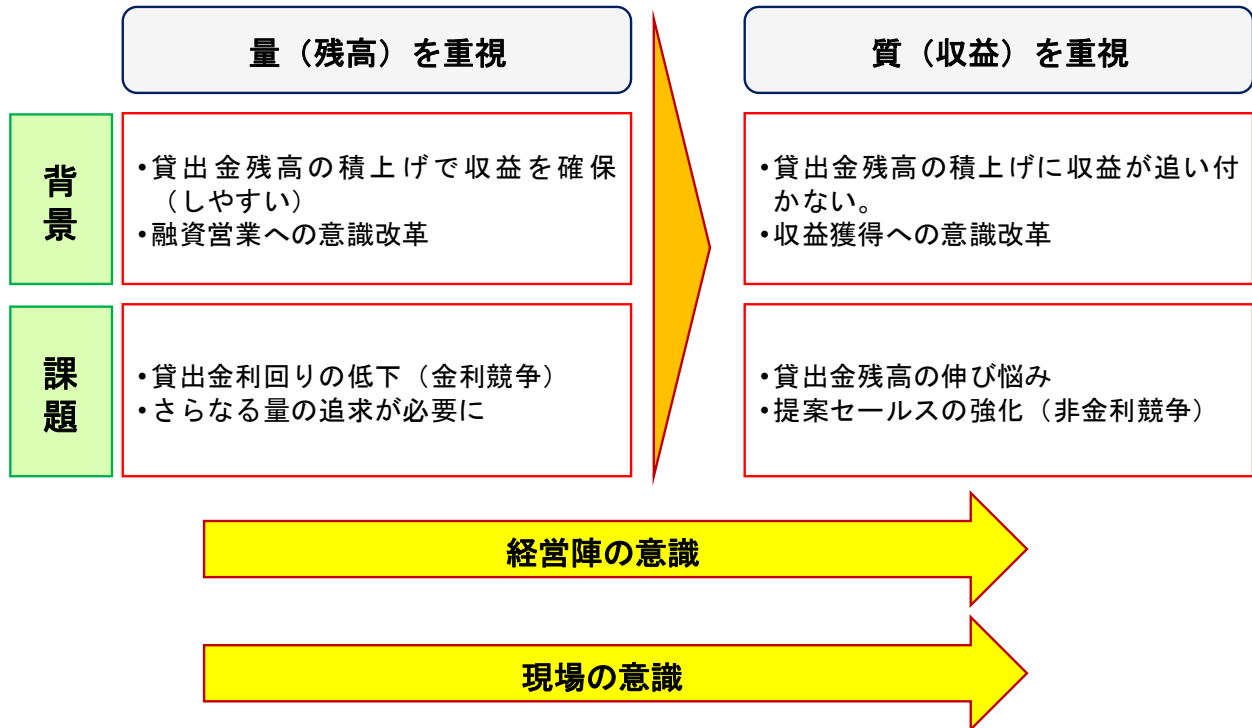 量（残高）を重視
質（収益）を重視
背景
・貸出金残高の積上げで収益を確保
（しやすい）
・融資営業への意識改革
・貸出金残高の積上げに収益が追い付
かない。
・収益獲得への意識改革
課題
・貸出金利回りの低下（金利競争）
・さらなる量の追求が必要に
・貸出金残高の伸び悩み
・提案セールスの強化（非金利競争）
経営陣の意識
現場の意識